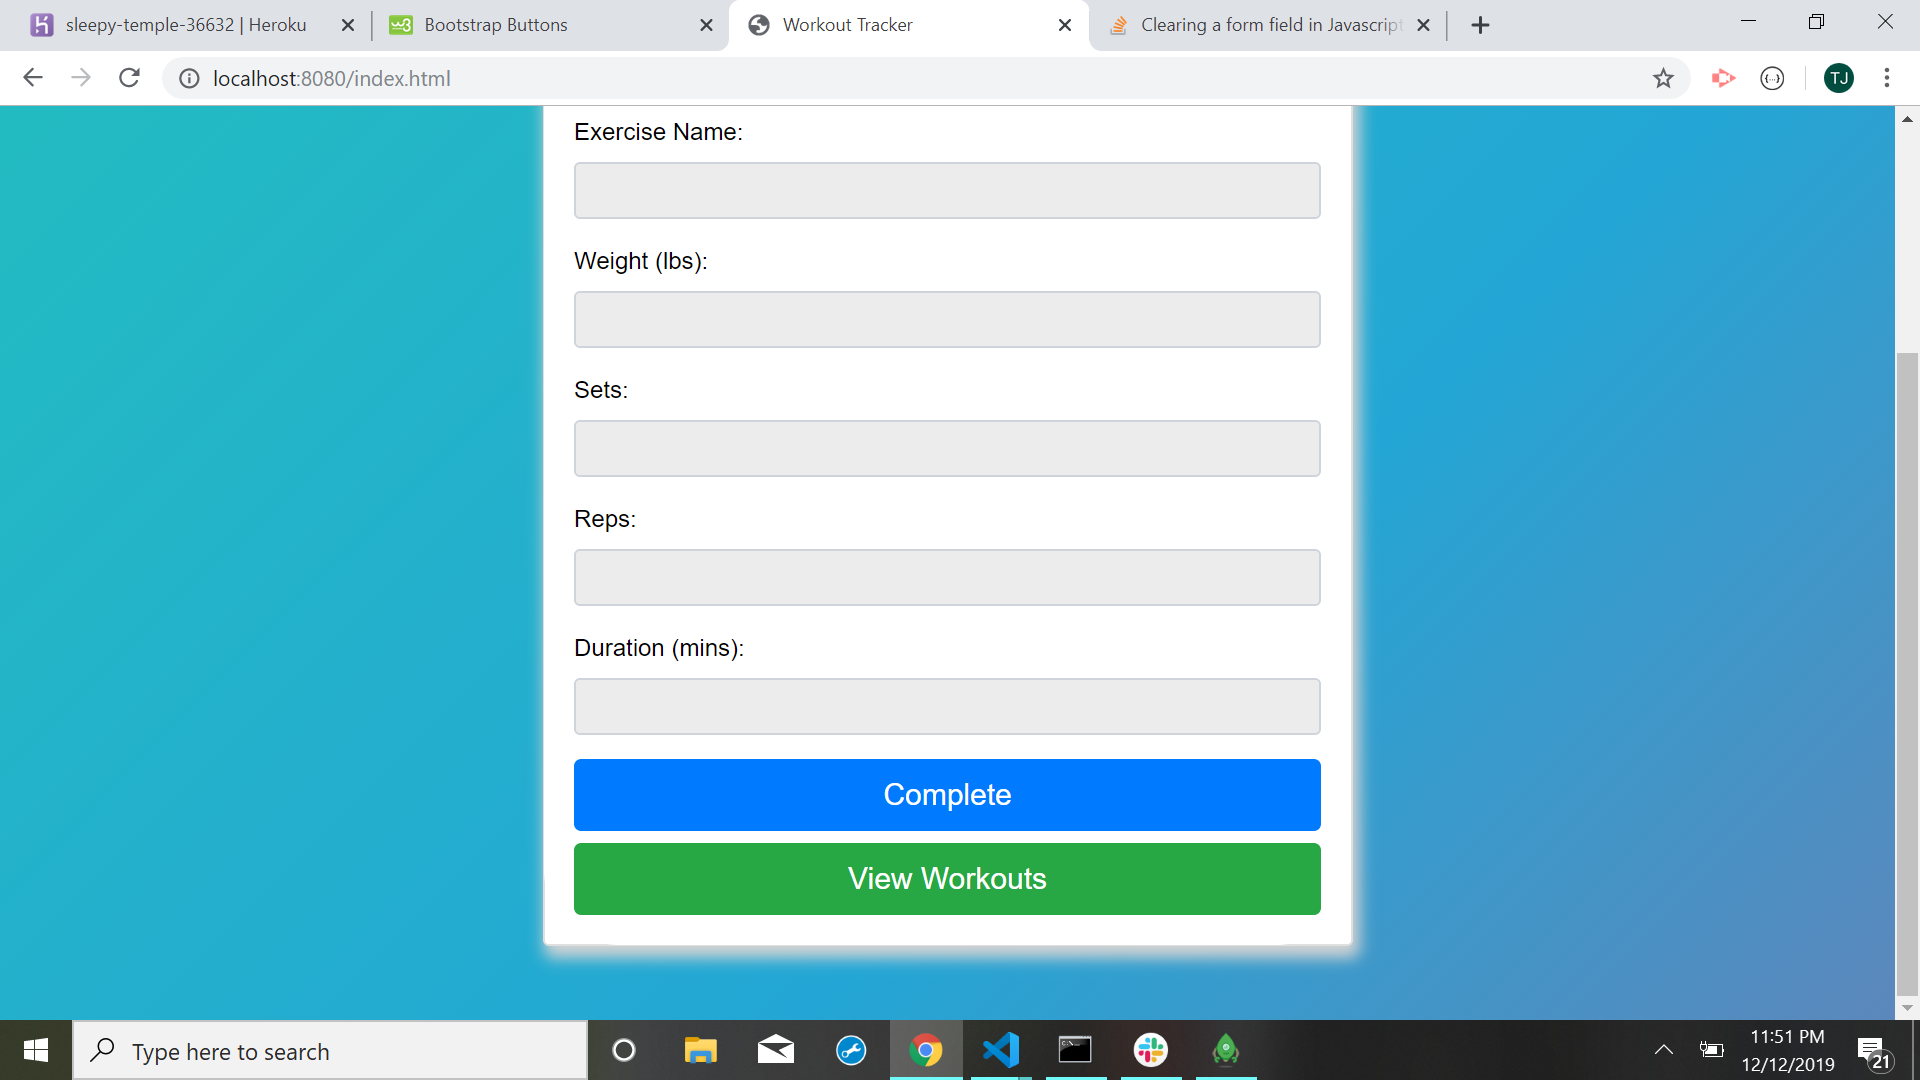 sleepy-temple-36632 | Heroku
Bootstrap Buttons
Workout Tracker
Clearing a form field in Javascript
localhost:8080/index.html
TJ
Exercise Name:
Weight (lbs):
Sets:
Reps:
Duration (mins):
Complete
View Workouts
Type here to search
11:51 PM
12/12/2019
21